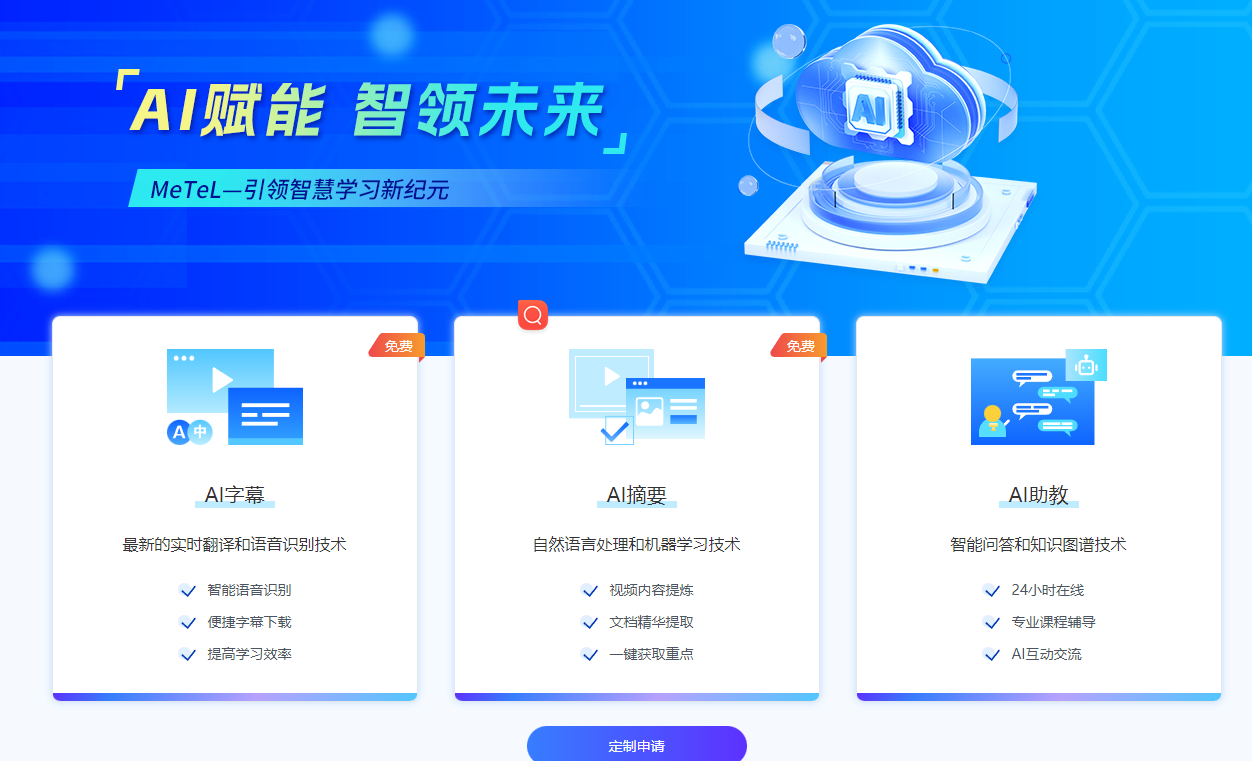 AI赋能 智领未来
MeTeL—引领智慧学习新纪元
AI
免费
A 中
AI字幕
最新的实时翻译和语音识别技术
智能语音识别
便捷字幕下载
提高学习效率
免费
AI摘要
自然语言处理和机器学习技术
视频内容提炼
文档精华提取
一键获取重点
AI助教
智能问答和知识图谱技术
24小时在线
专业课程辅导
AI互动交流
定制申请